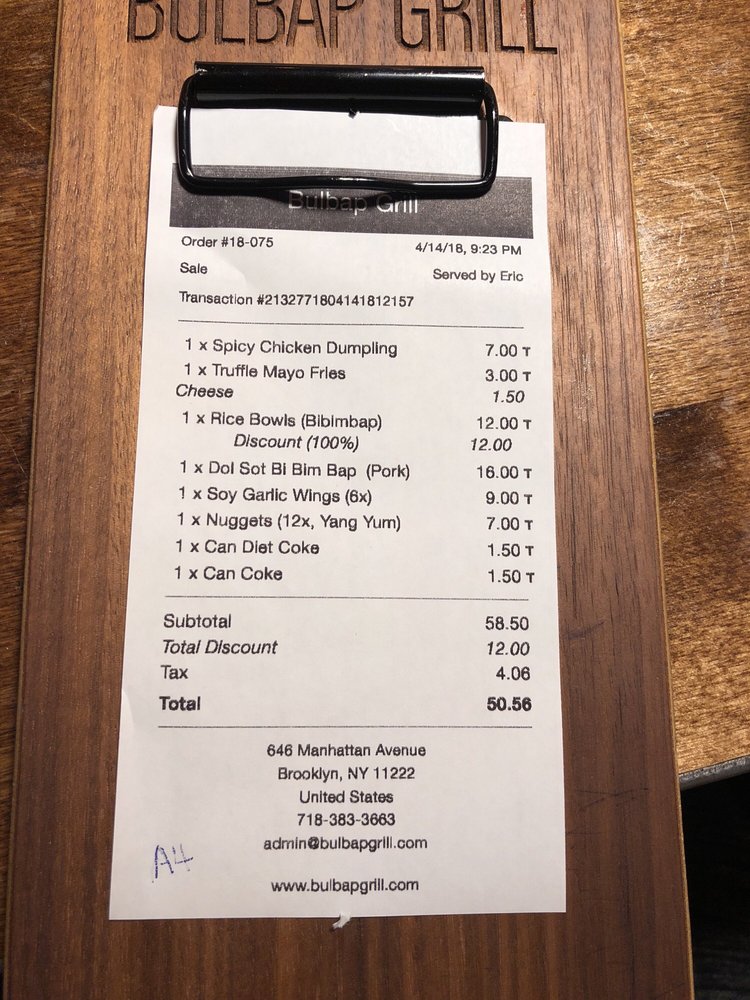 BULBAP GRILL
Bulbap Grill
Order #18-075 4/14/18, 9:23 PM
Sale Served by Eric
Transaction #2132771804141812157
1 x Spicy Chicken Dumpling 7.00 T
1 x Truffle Mayo Fries 3.00 T
Cheese 1.50
1 x Rice Bowls (Bibimbap) 12.00 T
Discount (100%) 12.00
1 x Dol Sot Bi Bim Bap (Pork) 16.00 T
1 x Soy Garlic Wings (6x) 9.00 T
1 x Nuggets (12x, Yang Yum) 7.00 T
1 x Can Diet Coke 1.50 T
1 x Can Coke 1.50 T
Subtotal 58.50
Total Discount 12.00
Tax 4.06
Total 50.56
646 Manhattan Avenue
Brooklyn, NY 11222
United States
718-383-3663
admin@bulbapgrill.com
A4
www.bulbapgrill.com